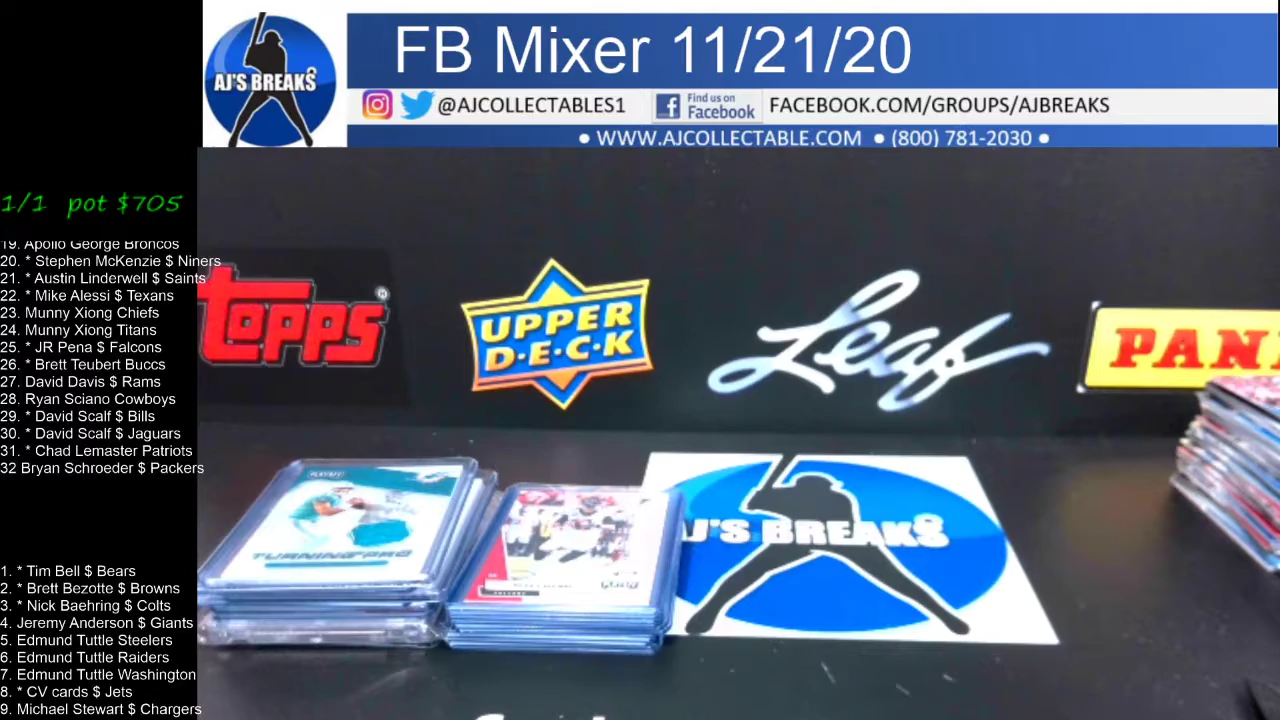 FB Mixer 11/21/20
AJ'S BREAKS
@AJCOLLECTABLES1
Find us on
Facebook
FACEBOOK.COM/GROUPS/AJBREAKS
• WWW.AJCOLLECTABLE.COM • (800) 781-2030 •
1/1 pot $705
19. Apollo George Broncos
20. * Stephen McKenzie $ Niners
21. * Austin Linderwell $ Saints
22. * Mike Alessi $ Texans
23. Munny Xiong Chiefs
24. Munny Xiong Titans
25. * JR Pena $ Falcons
26. * Brett Teubert Buccs
27. David Davis $ Rams
28. Ryan Sciano Cowboys
29. * David Scalf $ Bills
30. * David Scalf $ Jaguars
31. * Chad Lemaster Patriots
32 Bryan Schroeder $ Packers
1. * Tim Bell $ Bears
2. * Brett Bezotte $ Browns
3. * Nick Baehring $ Colts
4. Jeremy Anderson $ Giants
5. Edmund Tuttle Steelers
6. Edmund Tuttle Raiders
7. Edmund Tuttle Washington
8. * CV cards $ Jets
9. Michael Stewart $ Chargers
topps ®
UPPER
D·E·C·K
Leaf
PANI
PLAYOFF
TURNING PRO
AJ'S BREAKS